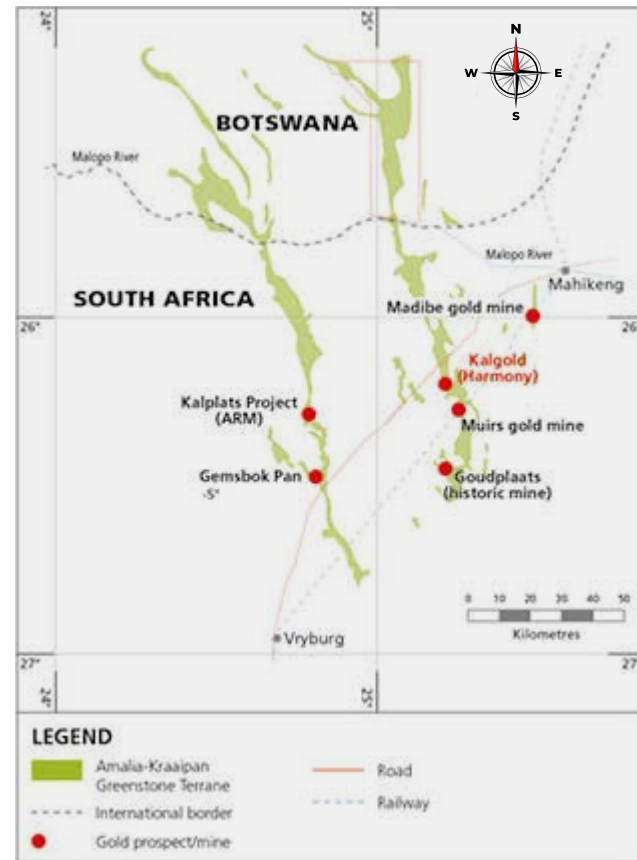 24°
25°
N
W
E
S
BOTSWANA
Malopo River
Malopo River
Mahikeng
SOUTH AFRICA
26°
Madibe gold mine
26
Kalgold
(Harmony)
Kalplats Project
(ARM)
Muirs gold mine
Gemsbok Pan
-S°
Goudplaats
(historic mine)
0 10 20 30 40 50
Kilometres
Vryburg
27°
27
24°
25°
LEGEND
Amalia-Kraaipan
Greenstone Terrane
International border
Gold prospect/mine
Road
Railway